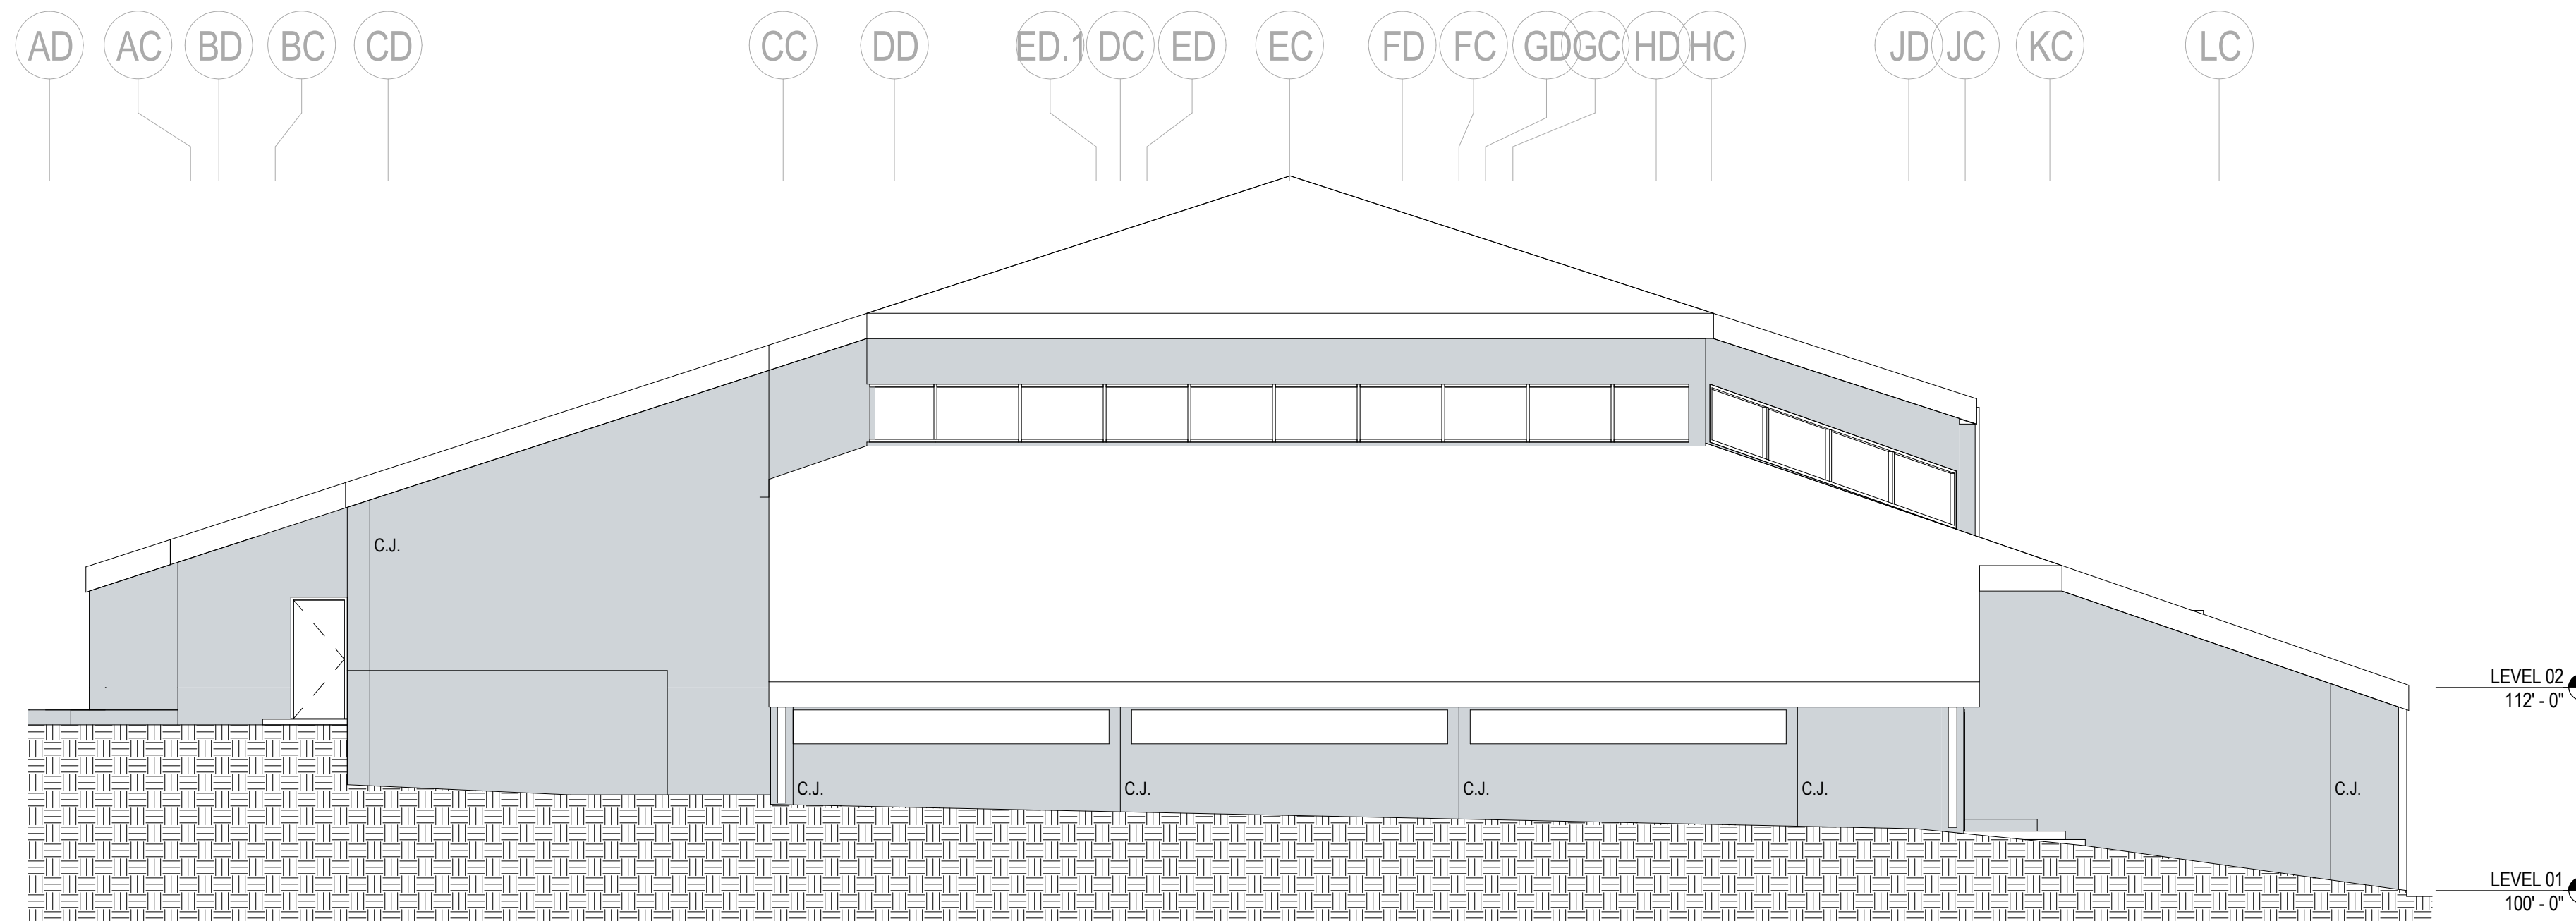 AD AC BD BC CD CC DD ED.1 DC ED EC FD FC GD GC HD HC JD JC KC LC
C.J.
LEVEL 02
112' - 0"
C.J. C.J. C.J. C.J. C.J.
LEVEL 01
100' - 0"